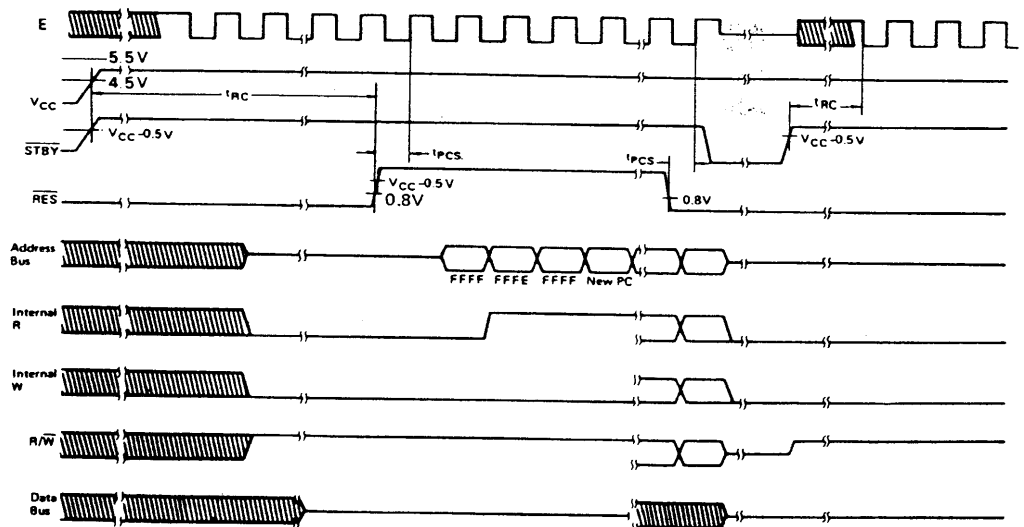 E
5.5V
4.5V
VCC
tRC
tRC
VCC -0.5V
VCC -0.5V
STBY
tPCS.
tPCS
VCC -0.5V
0.8V
0.8V
RES
Address
Bus
FFFF FFFE FFFF New PC
Internal
R
Internal
W
R/W
Data
Bus